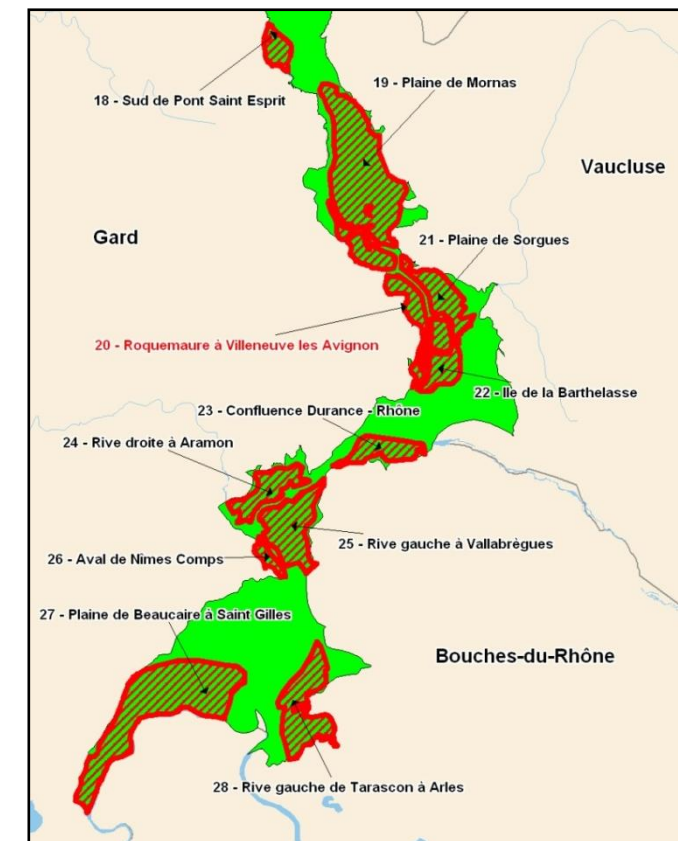 18 - Sud de Pont Saint Esprit
19 - Plaine de Mornas
Vaucluse
Gard
21 - Plaine de Sorgues
20 - Roquemaure à Villeneuve les Avignon
22 - Ile de la Barthelasse
23 - Confluence Durance - Rhône
24 - Rive droite à Aramon
25 - Rive gauche à Vallabrègues
26 - Aval de Nîmes Comps
27 - Plaine de Beaucaire à Saint Gilles
Bouches-du-Rhône
28 - Rive gauche de Tarascon à Arles